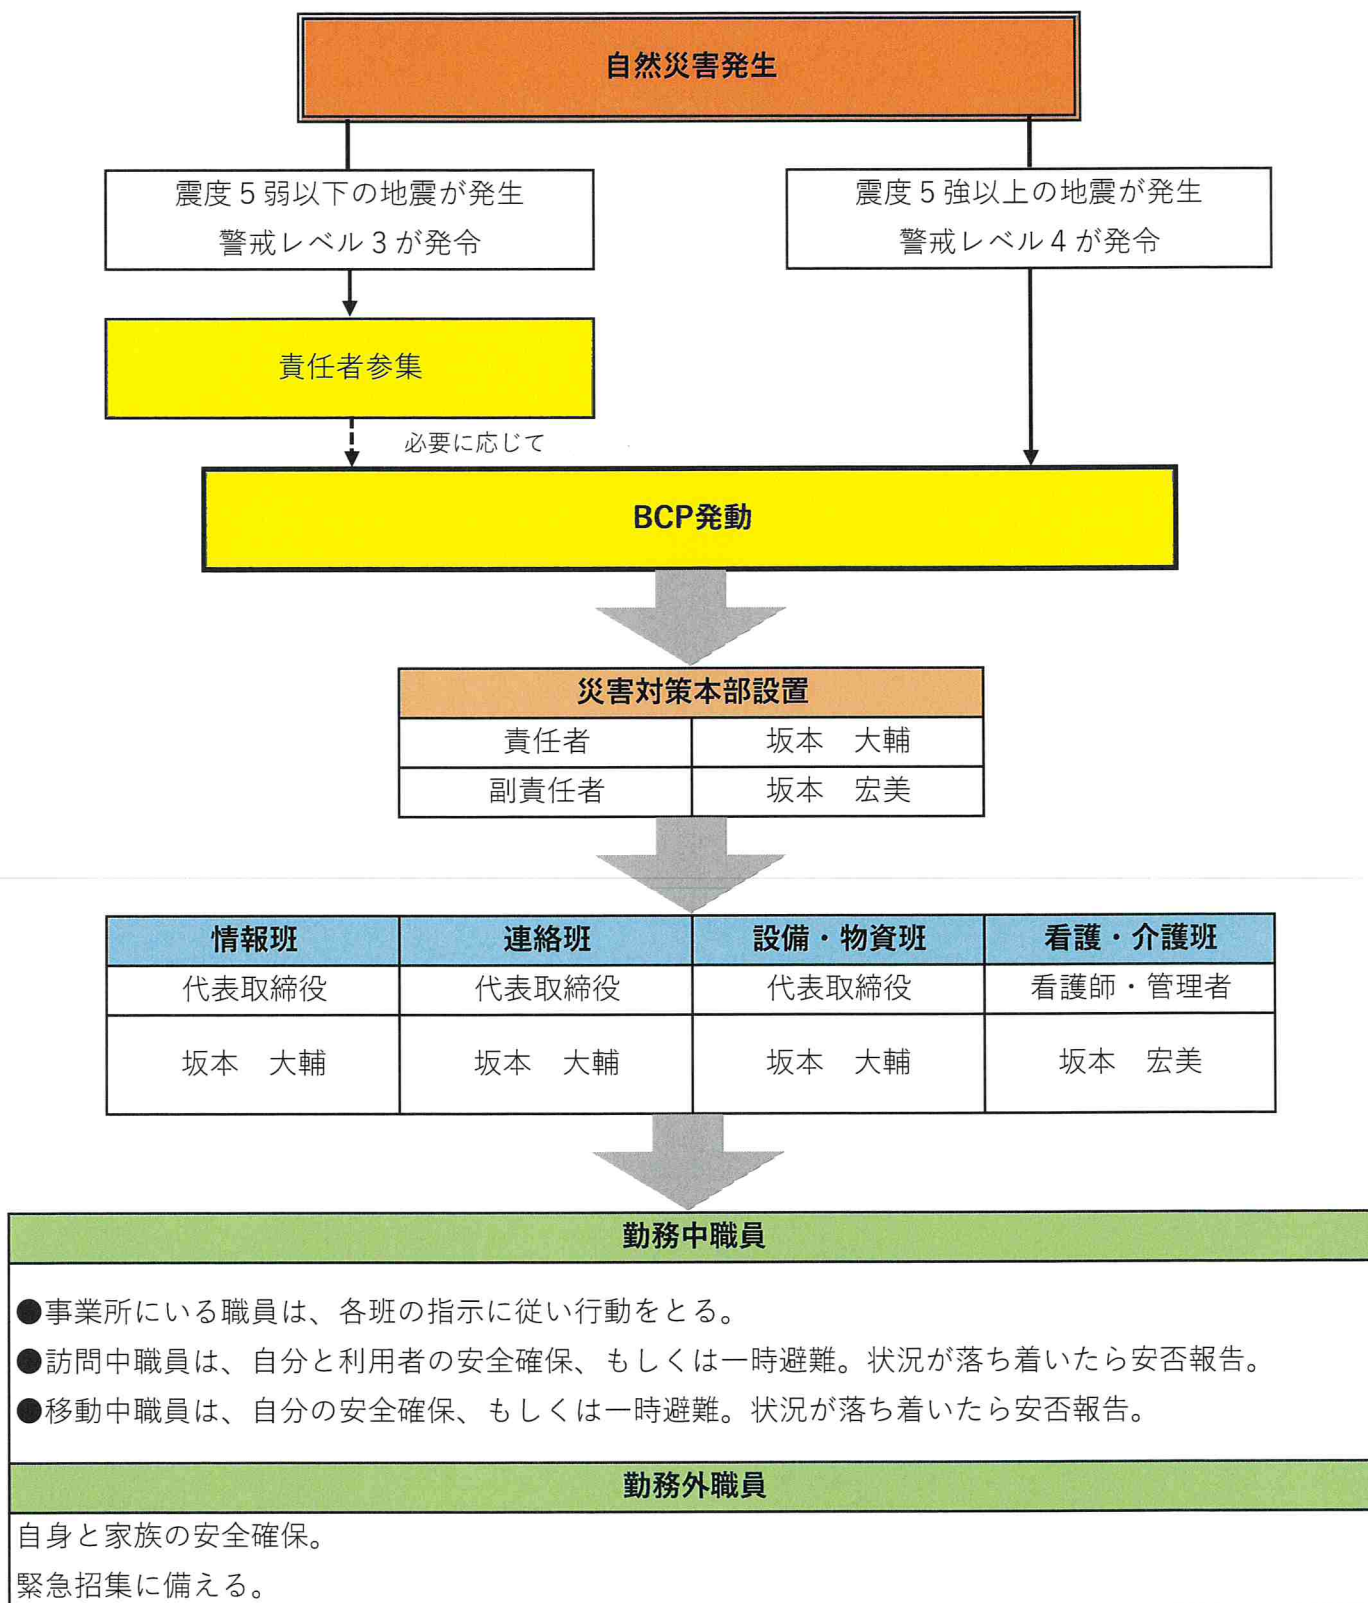 自然災害発生
震度5弱以下の地震が発生
警戒レベル3が発令
震度5強以上の地震が発生
警戒レベル4が発令
責任者参集
必要に応じて
BCP発動
災害対策本部設置
責任者 坂本　大輔
副責任者 坂本　宏美
情報班 連絡班 設備・物資班 看護・介護班
代表取締役 代表取締役 代表取締役 看護師・管理者
坂本　大輔 坂本　大輔 坂本　大輔 坂本　宏美
勤務中職員
●事業所にいる職員は、各班の指示に従い行動をとる。
●訪問中職員は、自分と利用者の安全確保、もしくは一時避難。状況が落ち着いたら安否報告。
●移動中職員は、自分の安全確保、もしくは一時避難。状況が落ち着いたら安否報告。
勤務外職員
自身と家族の安全確保。
緊急招集に備える。